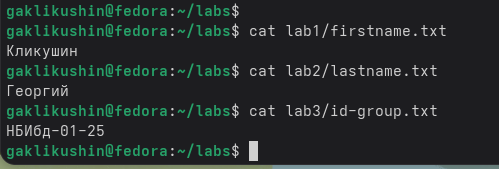 gaklikushin@fedora:~/labs$
gaklikushin@fedora:~/labs$ cat lab1/firstname.txt
Кликушин
gaklikushin@fedora:~/labs$ cat lab2/lastname.txt
Георгий
gaklikushin@fedora:~/labs$ cat lab3/id-group.txt
НБИбд-01-25
gaklikushin@fedora:~/labs$